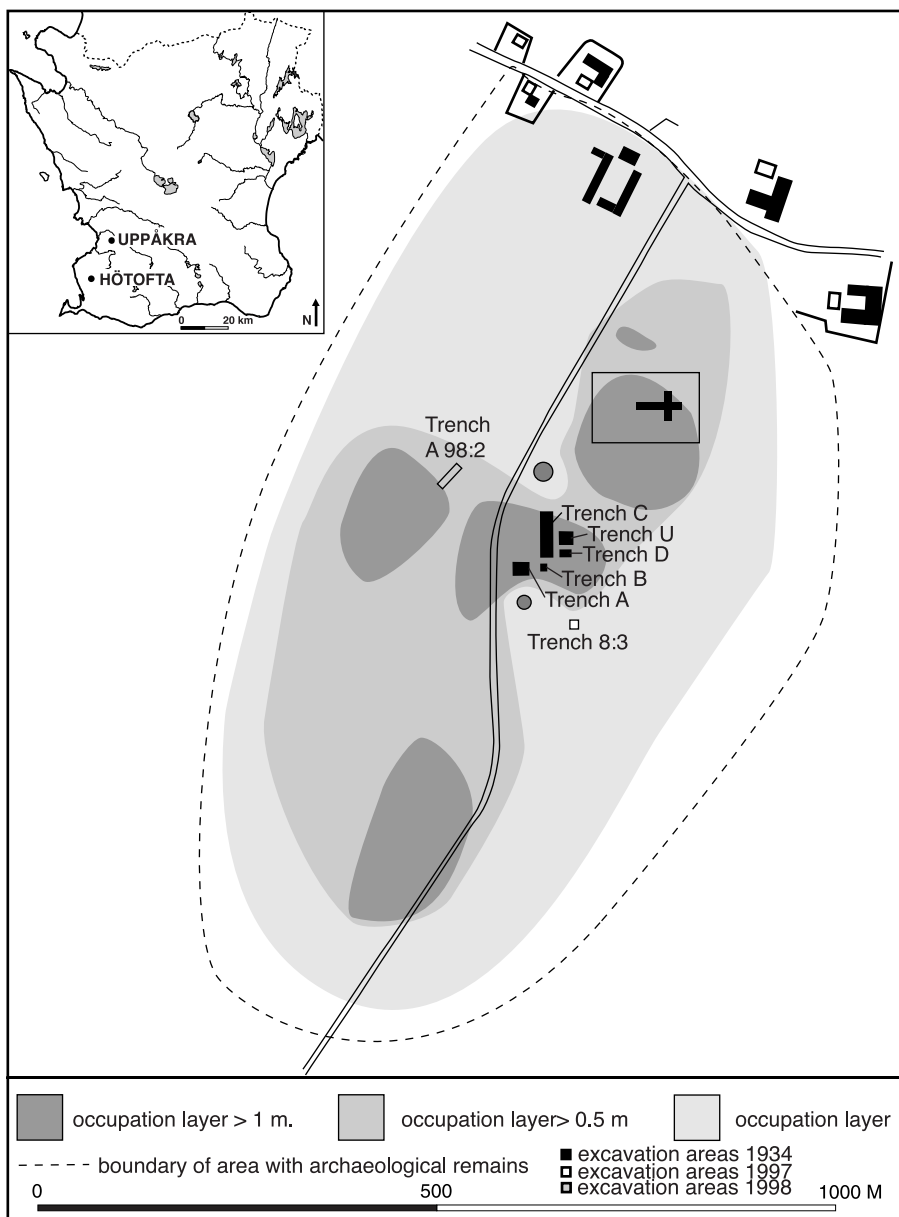 UPPÅKRA
HÖTOFTA
0 20 km
N
Trench
A 98:2
Trench C
Trench U
Trench D
Trench B
Trench A
Trench 8:3
occupation layer > 1 m.
occupation layer> 0.5 m
occupation layer
boundary of area with archaeological remains
excavation areas 1934
excavation areas 1997
excavation areas 1998
0 500 1000 M